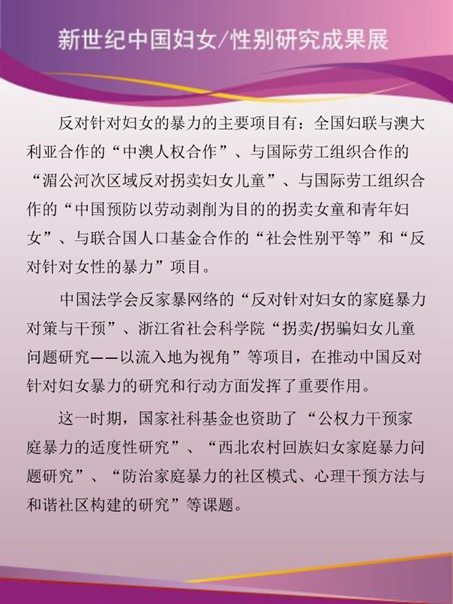 新世纪中国妇女/性别研究成果展
反对针对妇女的暴力的主要项目有：全国妇联与澳大
利亚合作的“中澳人权合作”、与国际劳工组织合作的
“湄公河次区域反对拐卖妇女儿童”、与国际劳工组织合
作的“中国预防以劳动剥削为目的的拐卖女童和青年妇
女”、与联合国人口基金合作的“社会性别平等”和“反
对针对女性的暴力”项目。
中国法学会反家暴网络的“反对针对妇女的家庭暴力
对策与干预”、浙江省社会科学院“拐卖/拐骗妇女儿童
问题研究——以流入地为视角”等项目，在推动中国反对
针对妇女暴力的研究和行动方面发挥了重要作用。
这一时期，国家社科基金也资助了 “公权力干预家
庭暴力的适度性研究”、“西北农村回族妇女家庭暴力问
题研究”、“防治家庭暴力的社区模式、心理干预方法与
和谐社区构建的研究”等课题。